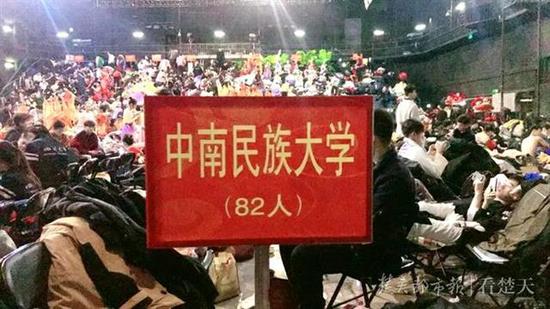 中南民族大学
(82人)
楚天都市报 | 看楚天